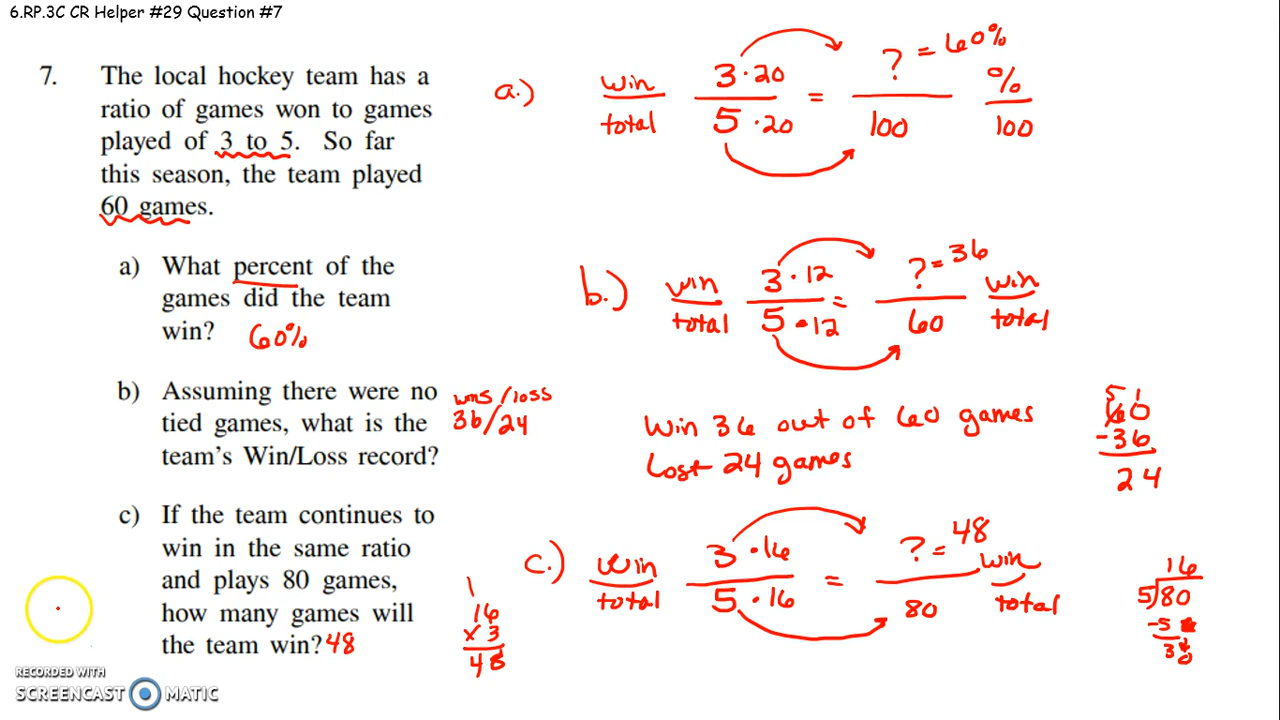 6.RP.3C CR Helper #29 Question #7
7. The local hockey team has a
ratio of games won to games
played of 3 to 5. So far
this season, the team played
60 games.
a) What percent of the
games did the team
win? 60%
b) Assuming there were no
tied games, what is the
team's Win/Loss record?
wins/loss
36/24
c) If the team continues to
win in the same ratio
and plays 80 games,
how many games will
the team win? 48
1
16
x 3
48
a.)
win 3·20 = ? = 60% %
total 5·20 100 100
b.)
win 3·12 = ? = 36 win
total 5·12 60 total
Win 36 out of 60 games
Lost 24 games
5 1
60
-36
24
c.)
win 3·16 = ? = 48 win
total 5·16 80 total
16
5)80
-5
30
RECORDED WITH
SCREENCAST MATIC